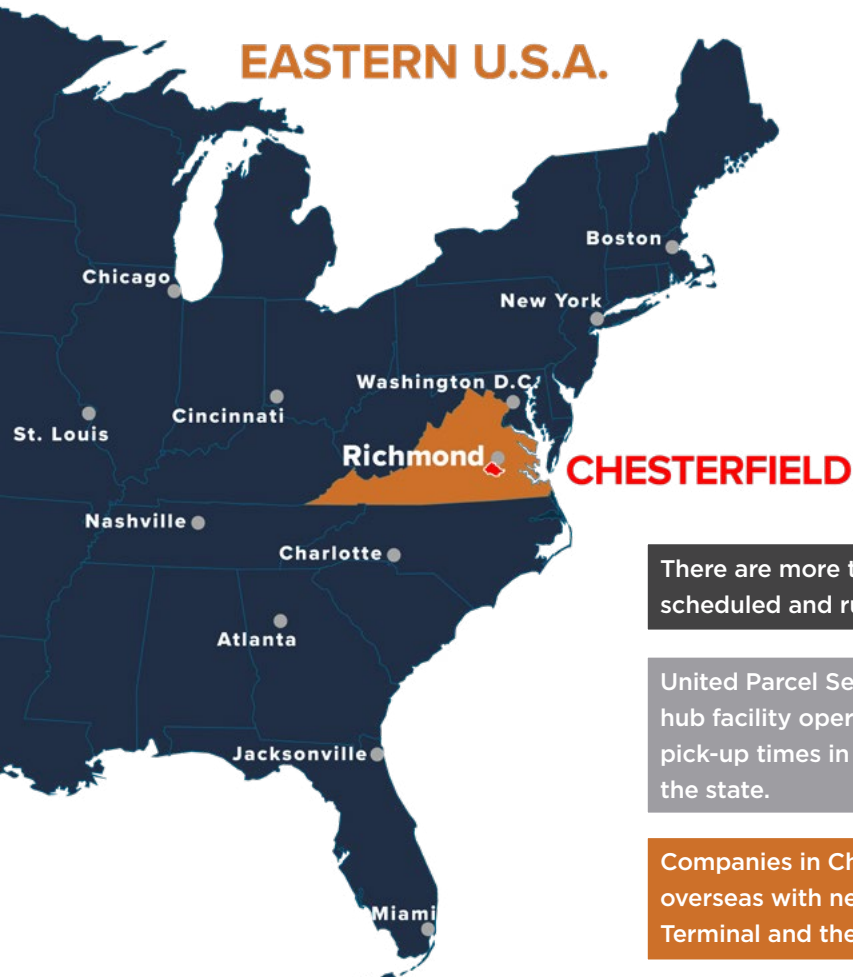 EASTERN U.S.A.
Boston
Chicago
New York
Washington D.C.
Cincinnati
St. Louis
Richmond
CHESTERFIELD
Nashville
Charlotte
Atlanta
Jacksonville
Miami
There are more
scheduled and
United Parcel
hub facility
pick-up times in
the state.
Companies in
overseas with
Terminal and the